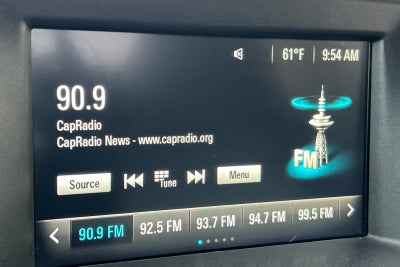 61°F 9:54 AM
90.9
CapRadio
CapRadio News - www.capradio.org
FM
Source Tune Menu
90.9 FM 92.5 FM 93.7 FM 94.7 FM 99.5 FM